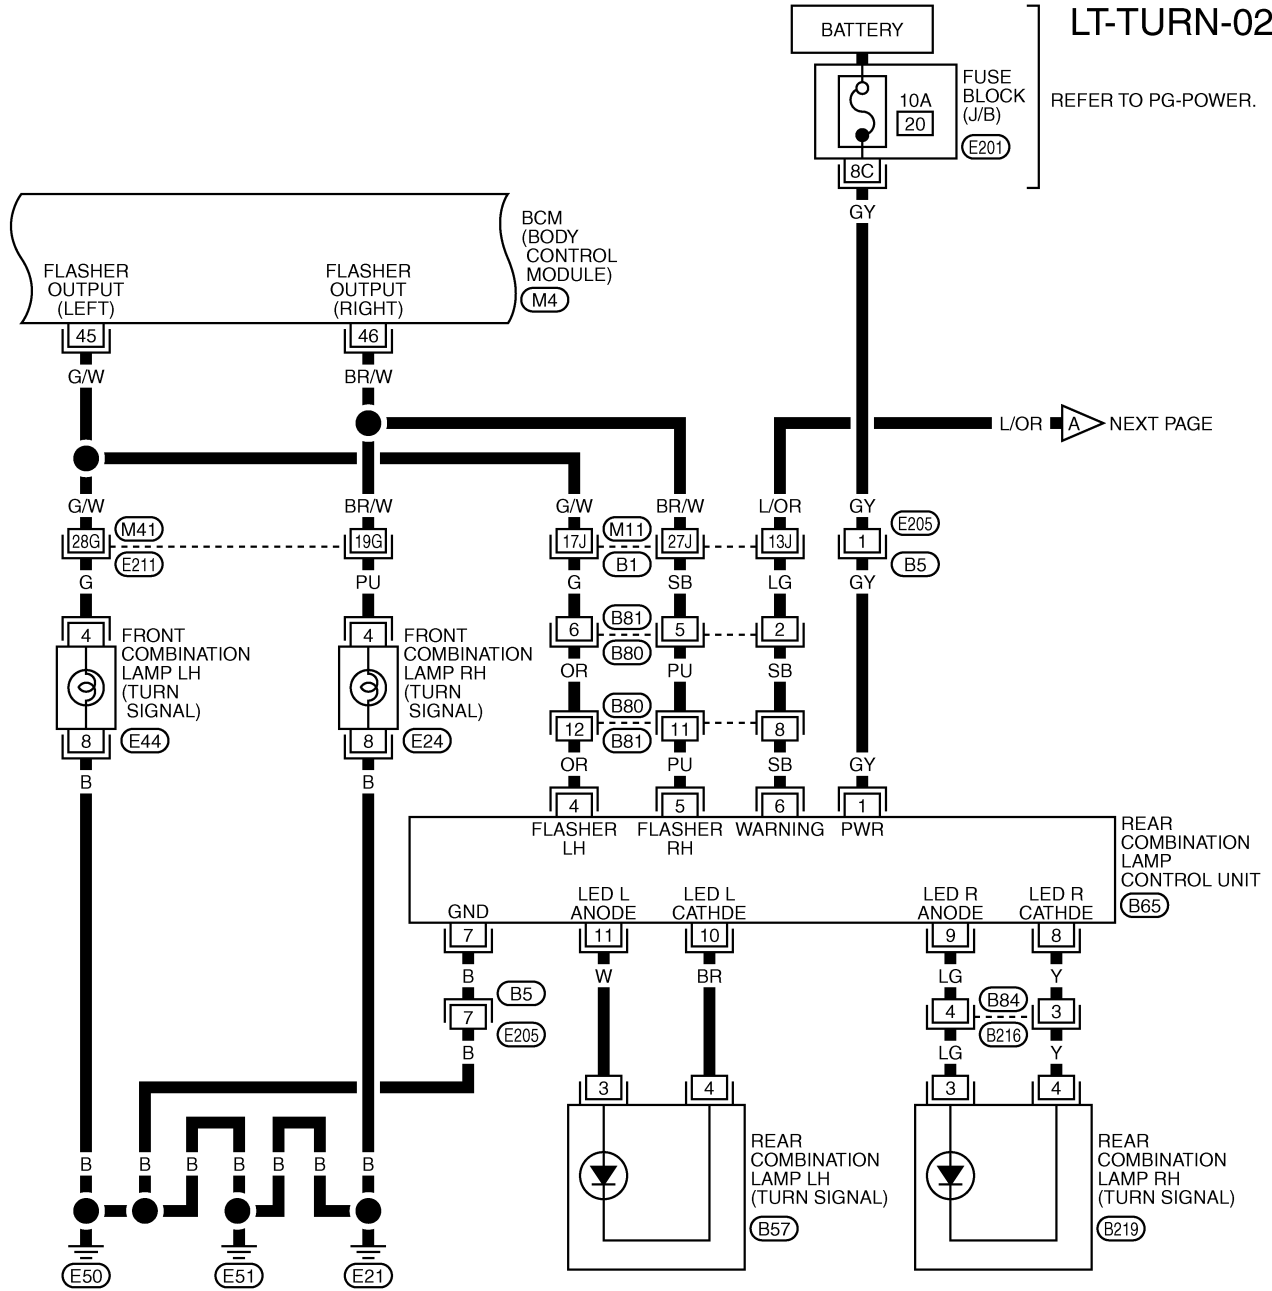 LT-TURN-02
BATTERY
FUSE
BLOCK
(J/B)
10A
20
E201
REFER TO PG-POWER.
8C
GY
BCM
(BODY
CONTROL
MODULE)
M4
FLASHER
OUTPUT
(LEFT)
FLASHER
OUTPUT
(RIGHT)
45
46
G/W
BR/W
L/OR
A
NEXT PAGE
G/W
BR/W
G/W
BR/W
L/OR
GY
28G
M41
E211
19G
17J
M11
B1
27J
13J
1
E205
B5
G
PU
G
SB
LG
GY
4
4
6
B81
B80
5
2
FRONT
COMBINATION
LAMP LH
(TURN
SIGNAL)
FRONT
COMBINATION
LAMP RH
(TURN
SIGNAL)
OR
PU
SB
8
E44
8
E24
12
B80
B81
11
8
B
B
OR
PU
SB
GY
4
5
6
1
FLASHER
LH
FLASHER
RH
WARNING
PWR
REAR
COMBINATION
LAMP
CONTROL UNIT
B65
GND
LED L
ANODE
LED L
CATHDE
LED R
ANODE
LED R
CATHDE
7
11
10
9
8
B
W
BR
LG
Y
7
B5
E205
4
B84
B216
3
B
LG
Y
3
4
3
4
REAR
COMBINATION
LAMP LH
(TURN SIGNAL)
B57
REAR
COMBINATION
LAMP RH
(TURN SIGNAL)
B219
B
B
B
B
B
B
B
E50
E51
E21